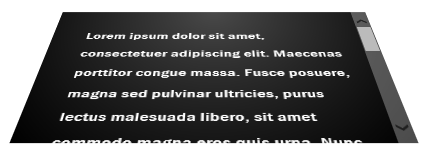 Lorem ipsum dolor sit amet,
consectetuer adipiscing elit. Maecenas
porttitor congue massa. Fusce posuere,
magna sed pulvinar ultricies, purus
lectus malesuada libero, sit amet
commodo magna eros quis urna. Nunc